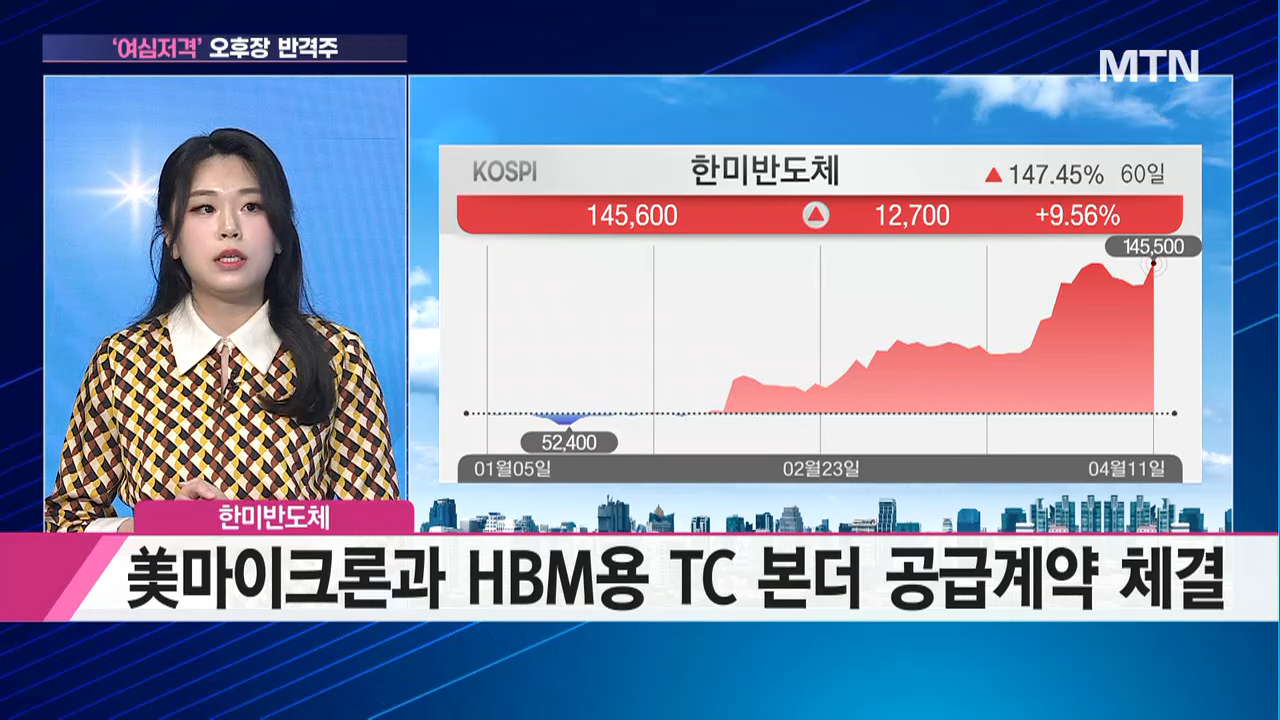 ‘여심저격’ 오후장 반격주
MTN
KOSPI 한미반도체 ▲147.45% 60일
145,600 ▲ 12,700 +9.56%
145,500
52,400
01월05일 02월23일 04월11일
한미반도체
美마이크론과 HBM용 TC 본더 공급계약 체결